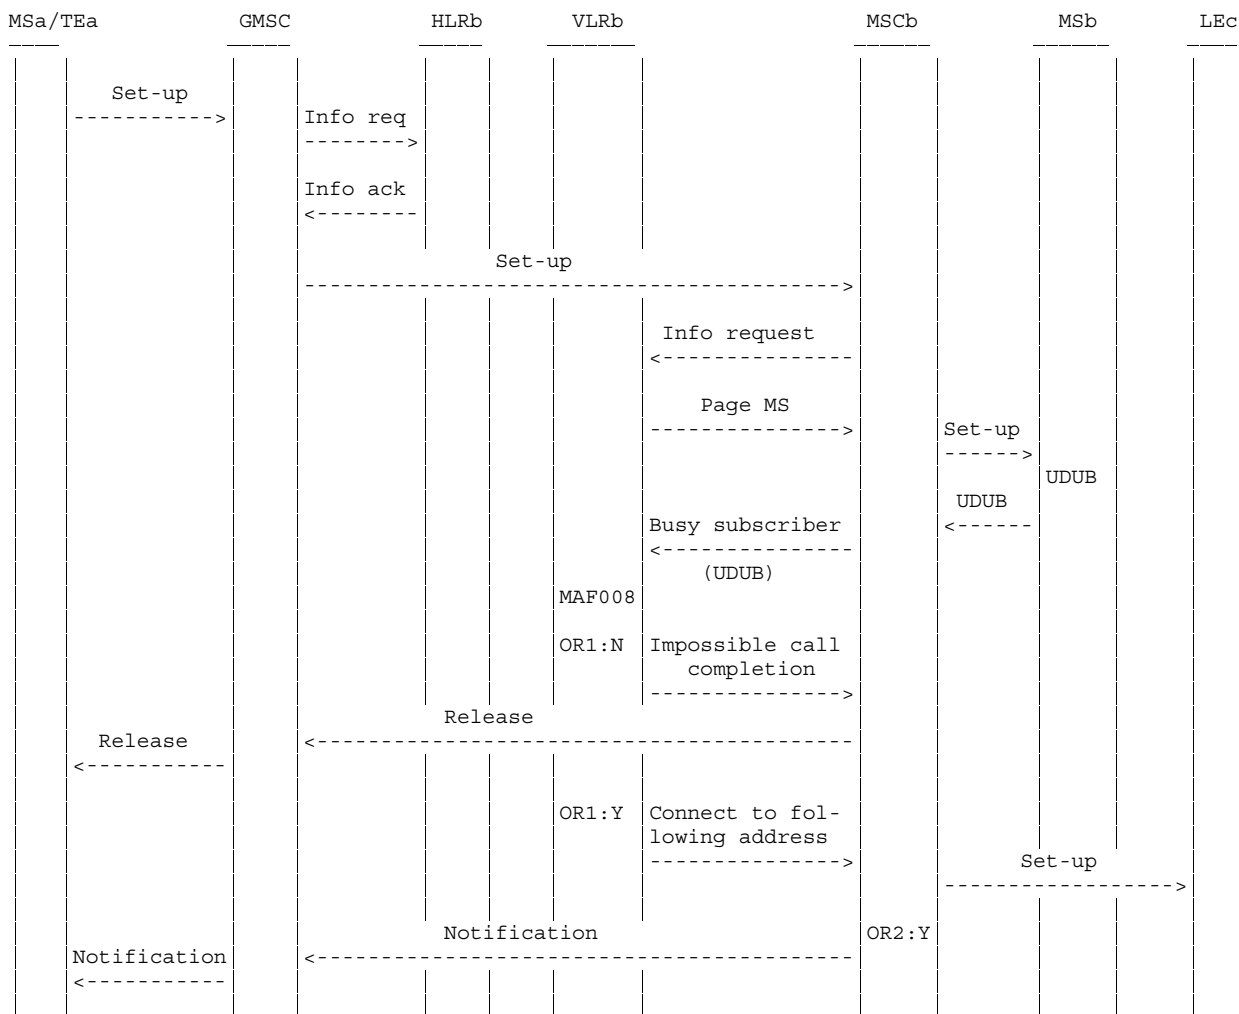 MSa/TEa GMSC HLRb VLRb MSCb MSb LEc
Set-up
Info req
Info ack
Set-up
Info request
Page MS
Set-up
UDUB
UDUB
Busy subscriber
(UDUB)
MAF008
OR1:N Impossible call
completion
Release
Release
OR1:Y Connect to fol-
lowing address
Set-up
Notification OR2:Y
Notification